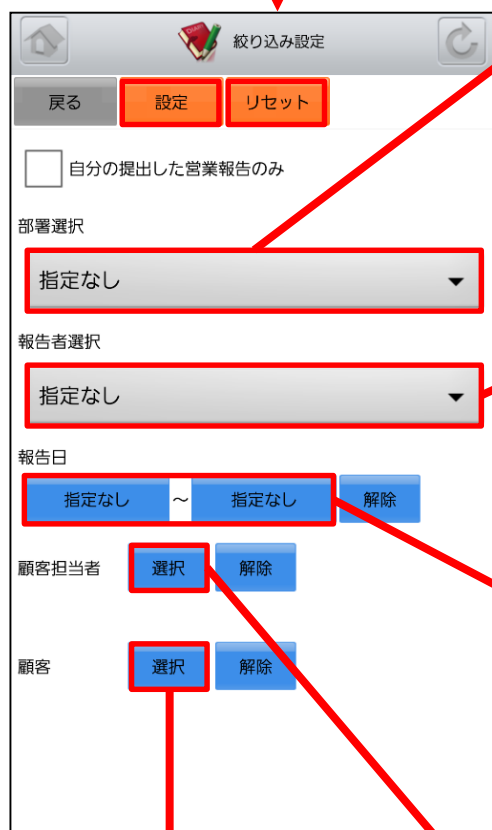 絞り込み設定
戻る 設定 リセット
自分の提出した営業報告のみ
部署選択
指定なし
報告者選択
指定なし
報告日
指定なし ～ 指定なし 解除
顧客担当者 選択 解除
顧客 選択 解除